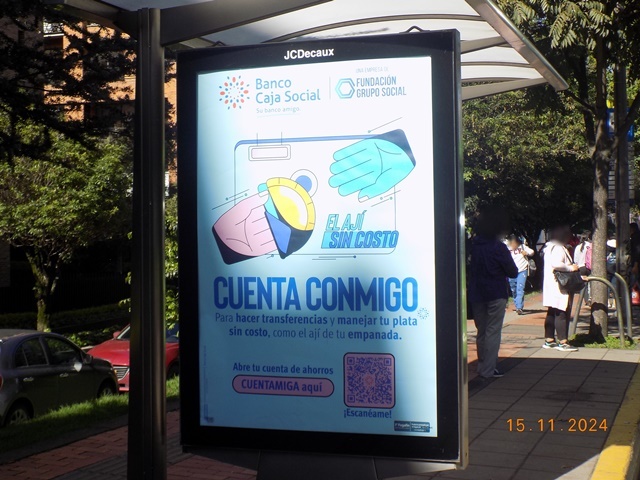 JCDecaux
Banco
Caja Social
Su banco amigo
FUNDACIÓN
GRUPO SOCIAL
EL AJÍ
SIN COSTO
CUENTA CONMIGO
Para hacer transferencias y manejar tu plata
sin costo, como el ají de tu empanada.
Abre tu cuenta de ahorros
CUENTAMIGA aquí
¡Escanéame!
15.11.2024